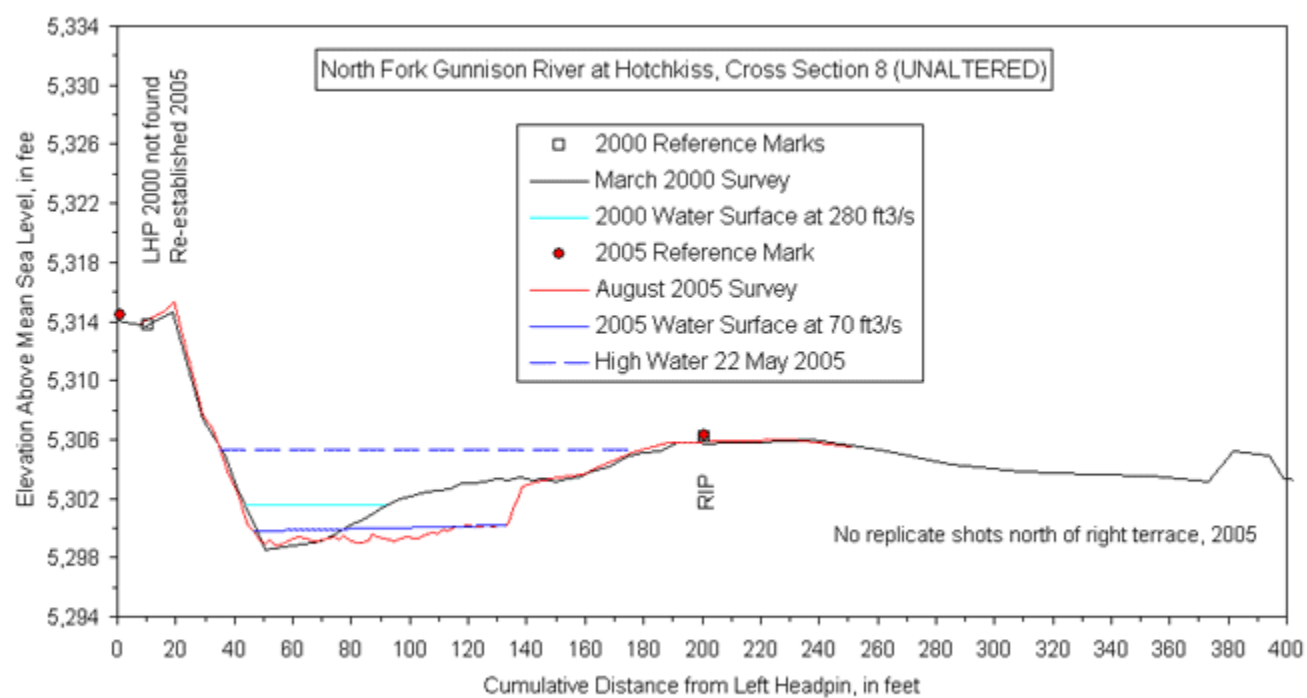 North Fork Gunnison River at Hotchkiss, Cross Section 8 (UNALTERED)
LHP 2000 not found
Re-established 2005
2000 Reference Marks
March 2000 Survey
2000 Water Surface at 280 ft3/s
2005 Reference Mark
August 2005 Survey
2005 Water Surface at 70 ft3/s
High Water 22 May 2005
Elevation Above Mean Sea Level, in fee
5,334
5,330
5,326
5,322
5,318
5,314
5,310
5,306
5,302
5,298
5,294
RIP
No replicate shots north of right terrace, 2005
0 20 40 60 80 100 120 140 160 180 200 220 240 260 280 300 320 340 360 380 400
Cumulative Distance from Left Headpin, in feet